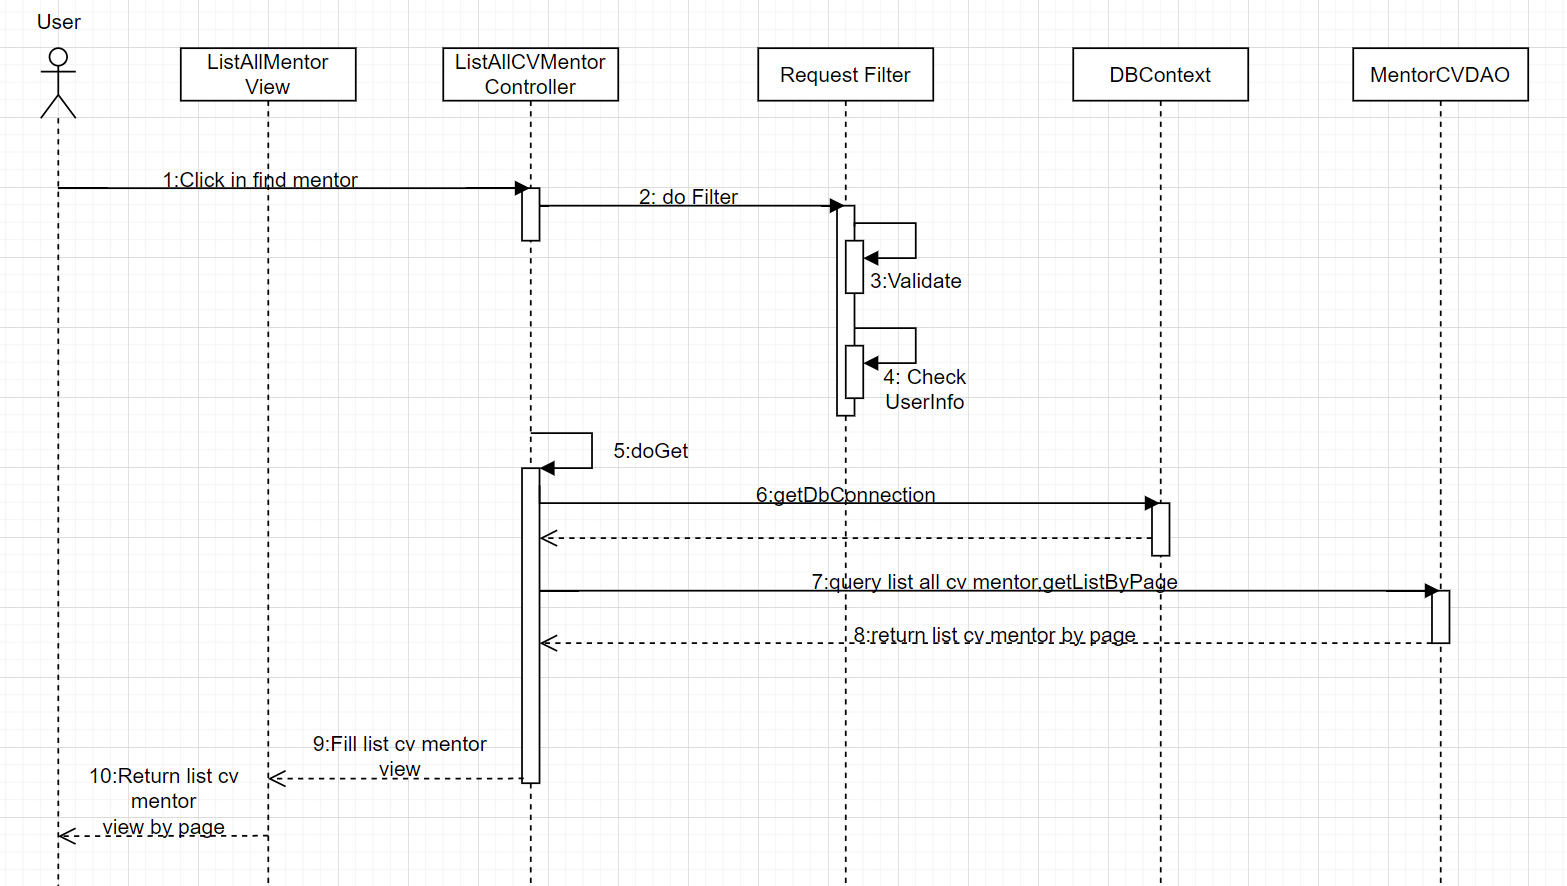 User
ListAllMentor
View
ListAllCVMentor
Controller
Request Filter
DBContext
MentorCVDAO
1:Click in find mentor
2: do Filter
3:Validate
4: Check
UserInfo
5:doGet
6:getDbConnection
7:query list all cv mentor,getListByPage
8:return list cv mentor by page
9:Fill list cv mentor
view
10:Return list cv
mentor
view by page